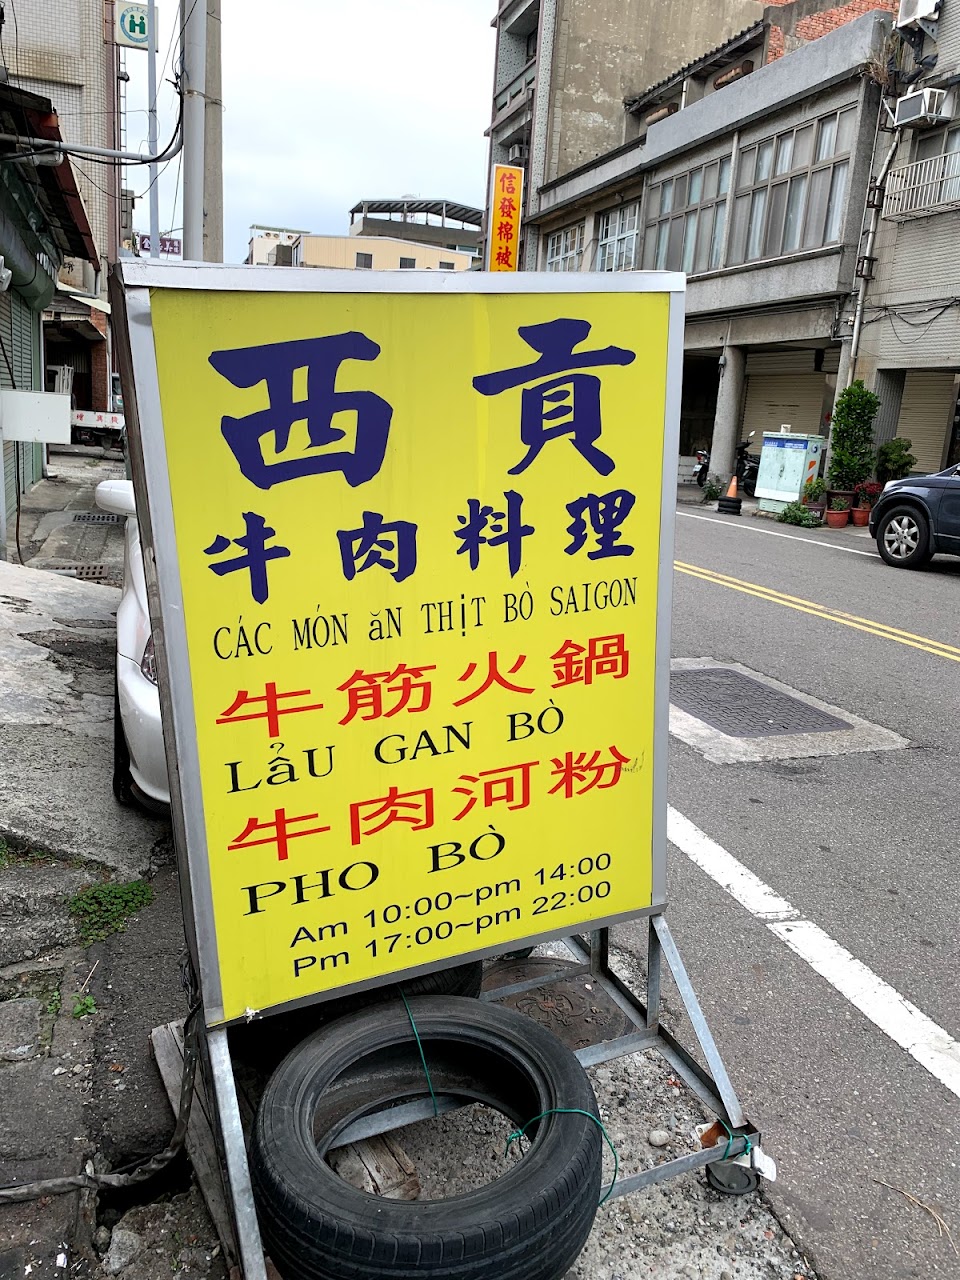 信發棉被
西貢
牛肉料理
CÁC MÓN ăN THịT BÒ SAIGON
牛筋火鍋
LẩU GAN BÒ
牛肉河粉
PHO BÒ
Am 10:00~pm 14:00
Pm 17:00~pm 22:00